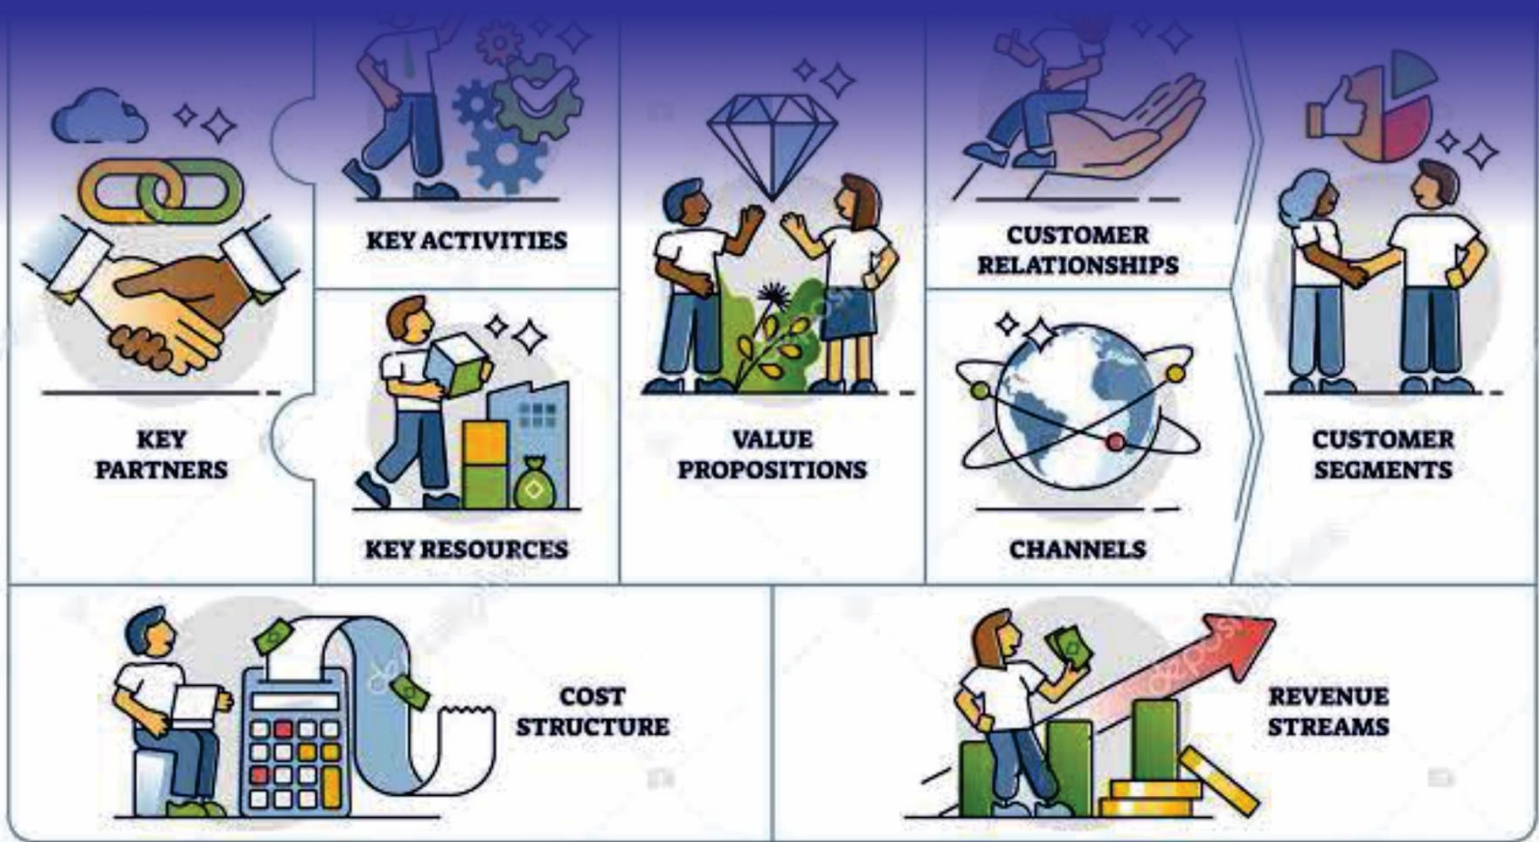 KEY ACTIVITIES
CUSTOMER
RELATIONSHIPS
KEY
PARTNERS
VALUE
PROPOSITIONS
CUSTOMER
SEGMENTS
KEY RESOURCES
CHANNELS
COST
STRUCTURE
REVENUE
STREAMS